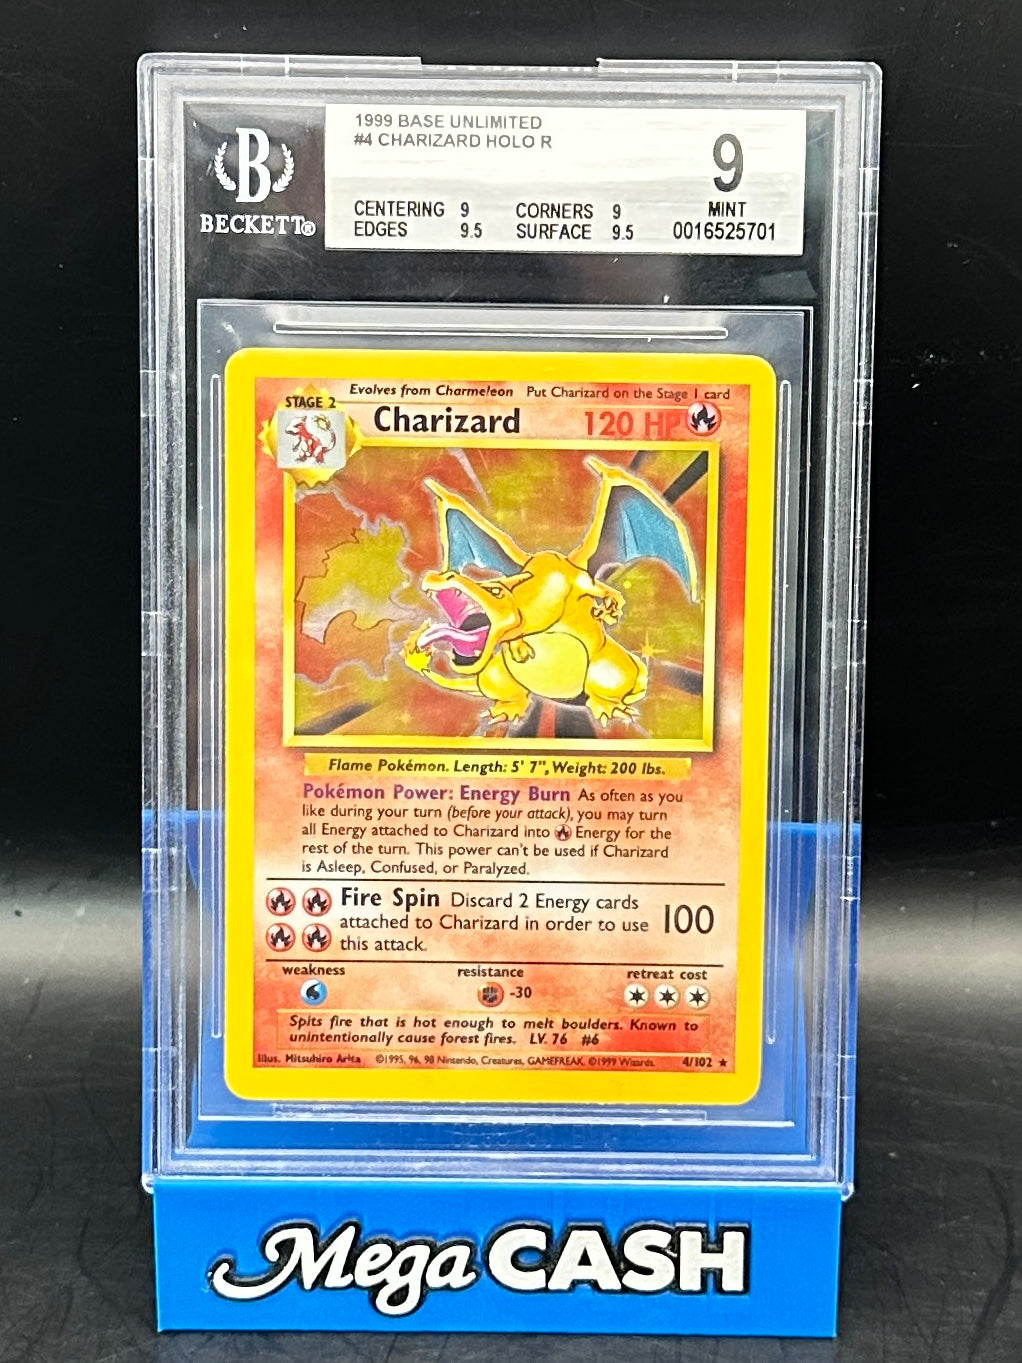 1999 BASE UNLIMITED
#4 CHARIZARD HOLO R
9
CENTERING 9 CORNERS 9 MINT
EDGES 9.5 SURFACE 9.5 0016525701
B
BECKETT®
Evolves from Charmeleon Put Charizard on the Stage 1 card
STAGE 2
Charizard 120 HP
Flame Pokémon. Length: 5' 7", Weight: 200 lbs.
Pokémon Power: Energy Burn As often as you
like during your turn (before your attack), you may turn
all Energy attached to Charizard into Energy for the
rest of the turn. This power can't be used if Charizard
is Asleep, Confused, or Paralyzed.
Fire Spin Discard 2 Energy cards
attached to Charizard in order to use 100
this attack.
weakness resistance retreat cost
-30
Spits fire that is hot enough to melt boulders. Known to
unintentionally cause forest fires. LV. 76 #6
Illus. Mitsuhiro Arita ©1995, 96, 98 Nintendo, Creatures, GAMEFREAK. ©1999 Wizards. 4/102 ★
Mega CASH